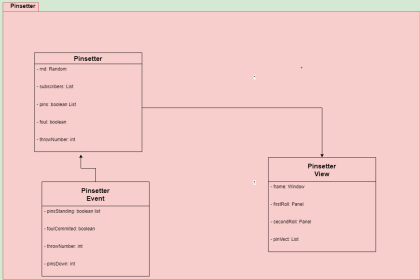 Pinsetter
Pinsetter
- rnd: Random
- subscribers: List
- pins: boolean List
- foul: boolean
- throwNumber: int
Pinsetter
View
- frame: Window
- firstRoll: Panel
- secondRoll: Panel
- pinVect: List
Pinsetter
Event
- pinsStanding: boolean list
- foulCommited: boolean
- throwNumber: int
- pinsDown: int